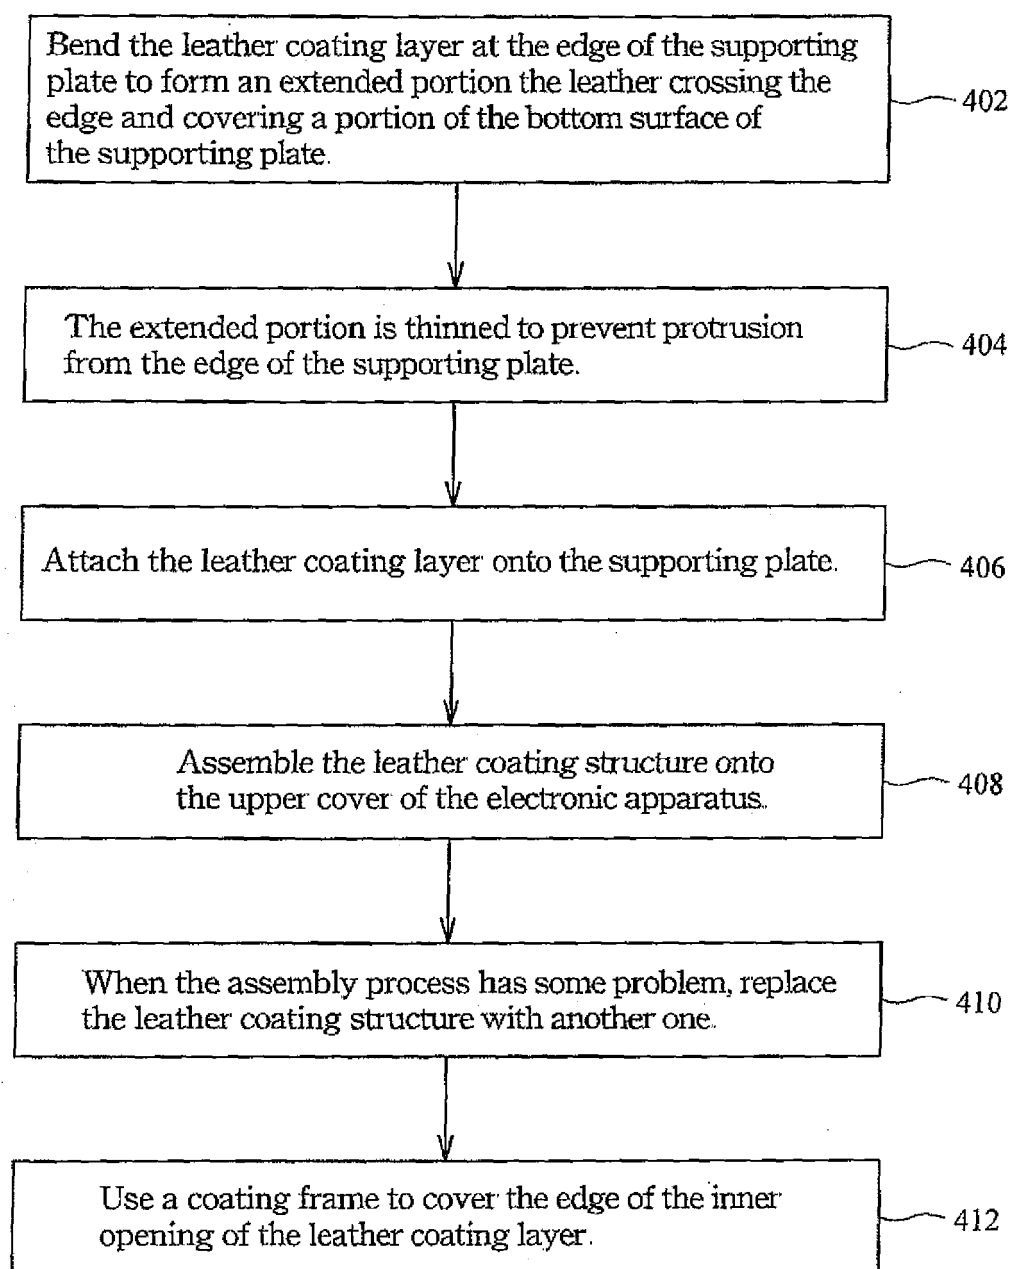 Bend the leather coating layer at the edge of the supporting
plate to form an extended portion the leather crossing the
edge and covering a portion of the bottom surface of
the supporting plate.
402
The extended portion is thinned to prevent protrusion
from the edge of the supporting plate.
404
Attach the leather coating layer onto the supporting plate.
406
Assemble the leather coating structure onto
the upper cover of the electronic apparatus.
408
When the assembly process has some problem, replace
the leather coating structure with another one.
410
Use a coating frame to cover the edge of the inner
opening of the leather coating layer.
412